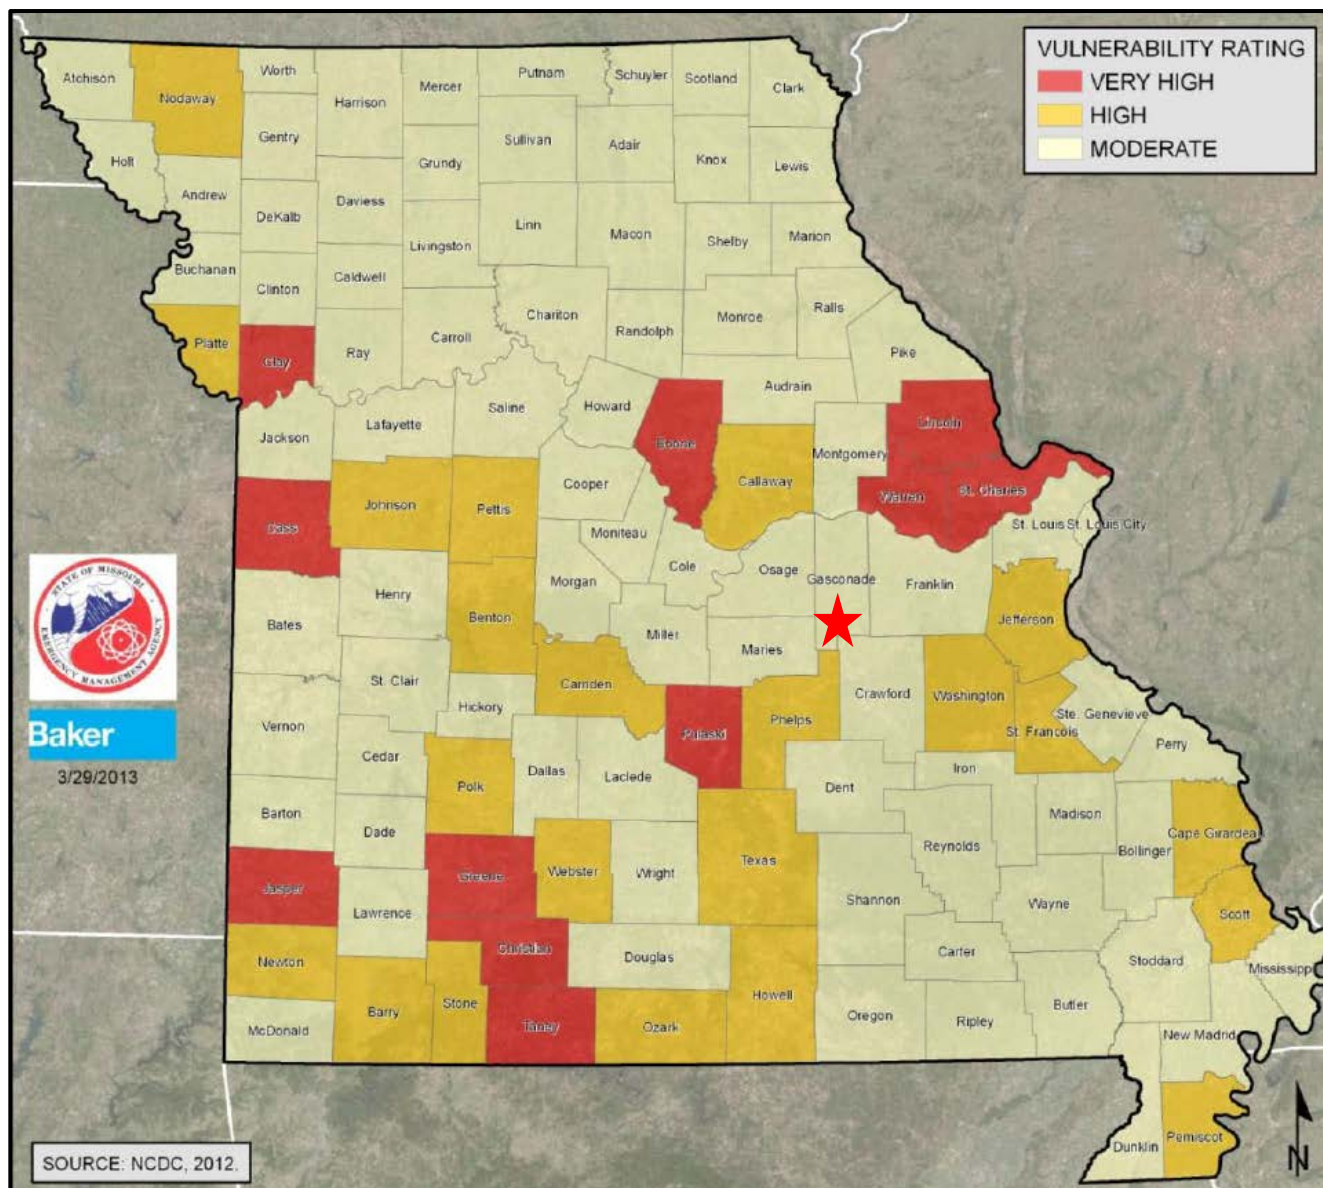 VULNERABILITY RATING
VERY HIGH
HIGH
MODERATE
Atchison
Nodaway
Worth
Harrison
Mercer
Putnam
Schuyler
Scotland
Clark
Holt
Gentry
Sullivan
Adair
Knox
Lewis
Grundy
Andrew
DeKalb
Daviess
Linn
Macon
Shelby
Marion
Livingston
Buchanan
Clinton
Caldwell
Chariton
Randolph
Monroe
Ralls
Platte
Clay
Ray
Carroll
Pike
Audrain
Jackson
Lafayette
Saline
Howard
Boone
Callaway
Montgomery
Lincoln
Warren
St. Charles
Cass
Johnson
Pettis
Cooper
Moniteau
St. Louis
St. Louis City
Cole
Osage
Gasconade
Franklin
Henry
Morgan
Bates
Benton
Miller
Maries
Jefferson
St. Clair
Camden
Crawford
Washington
Hickory
Pulaski
Phelps
Ste. Genevieve
St. Francois
Vernon
Perry
Cedar
Dallas
Laclede
Iron
Polk
Dent
Barton
Dade
Madison
Cape Girardea
Bollinger
Reynolds
Jasper
Greene
Webster
Wright
Texas
Shannon
Wayne
Lawrence
Scott
Christian
Douglas
Carter
Stoddard
Mississippi
Newton
Barry
Stone
Taney
Ozark
Howell
Oregon
Ripley
Butler
McDonald
New Madrid
Dunklin
Pemiscot
STATE OF MISSOURI
EMERGENCY MANAGEMENT AGENCY
Baker
3/29/2013
SOURCE: NCDC, 2012.
N